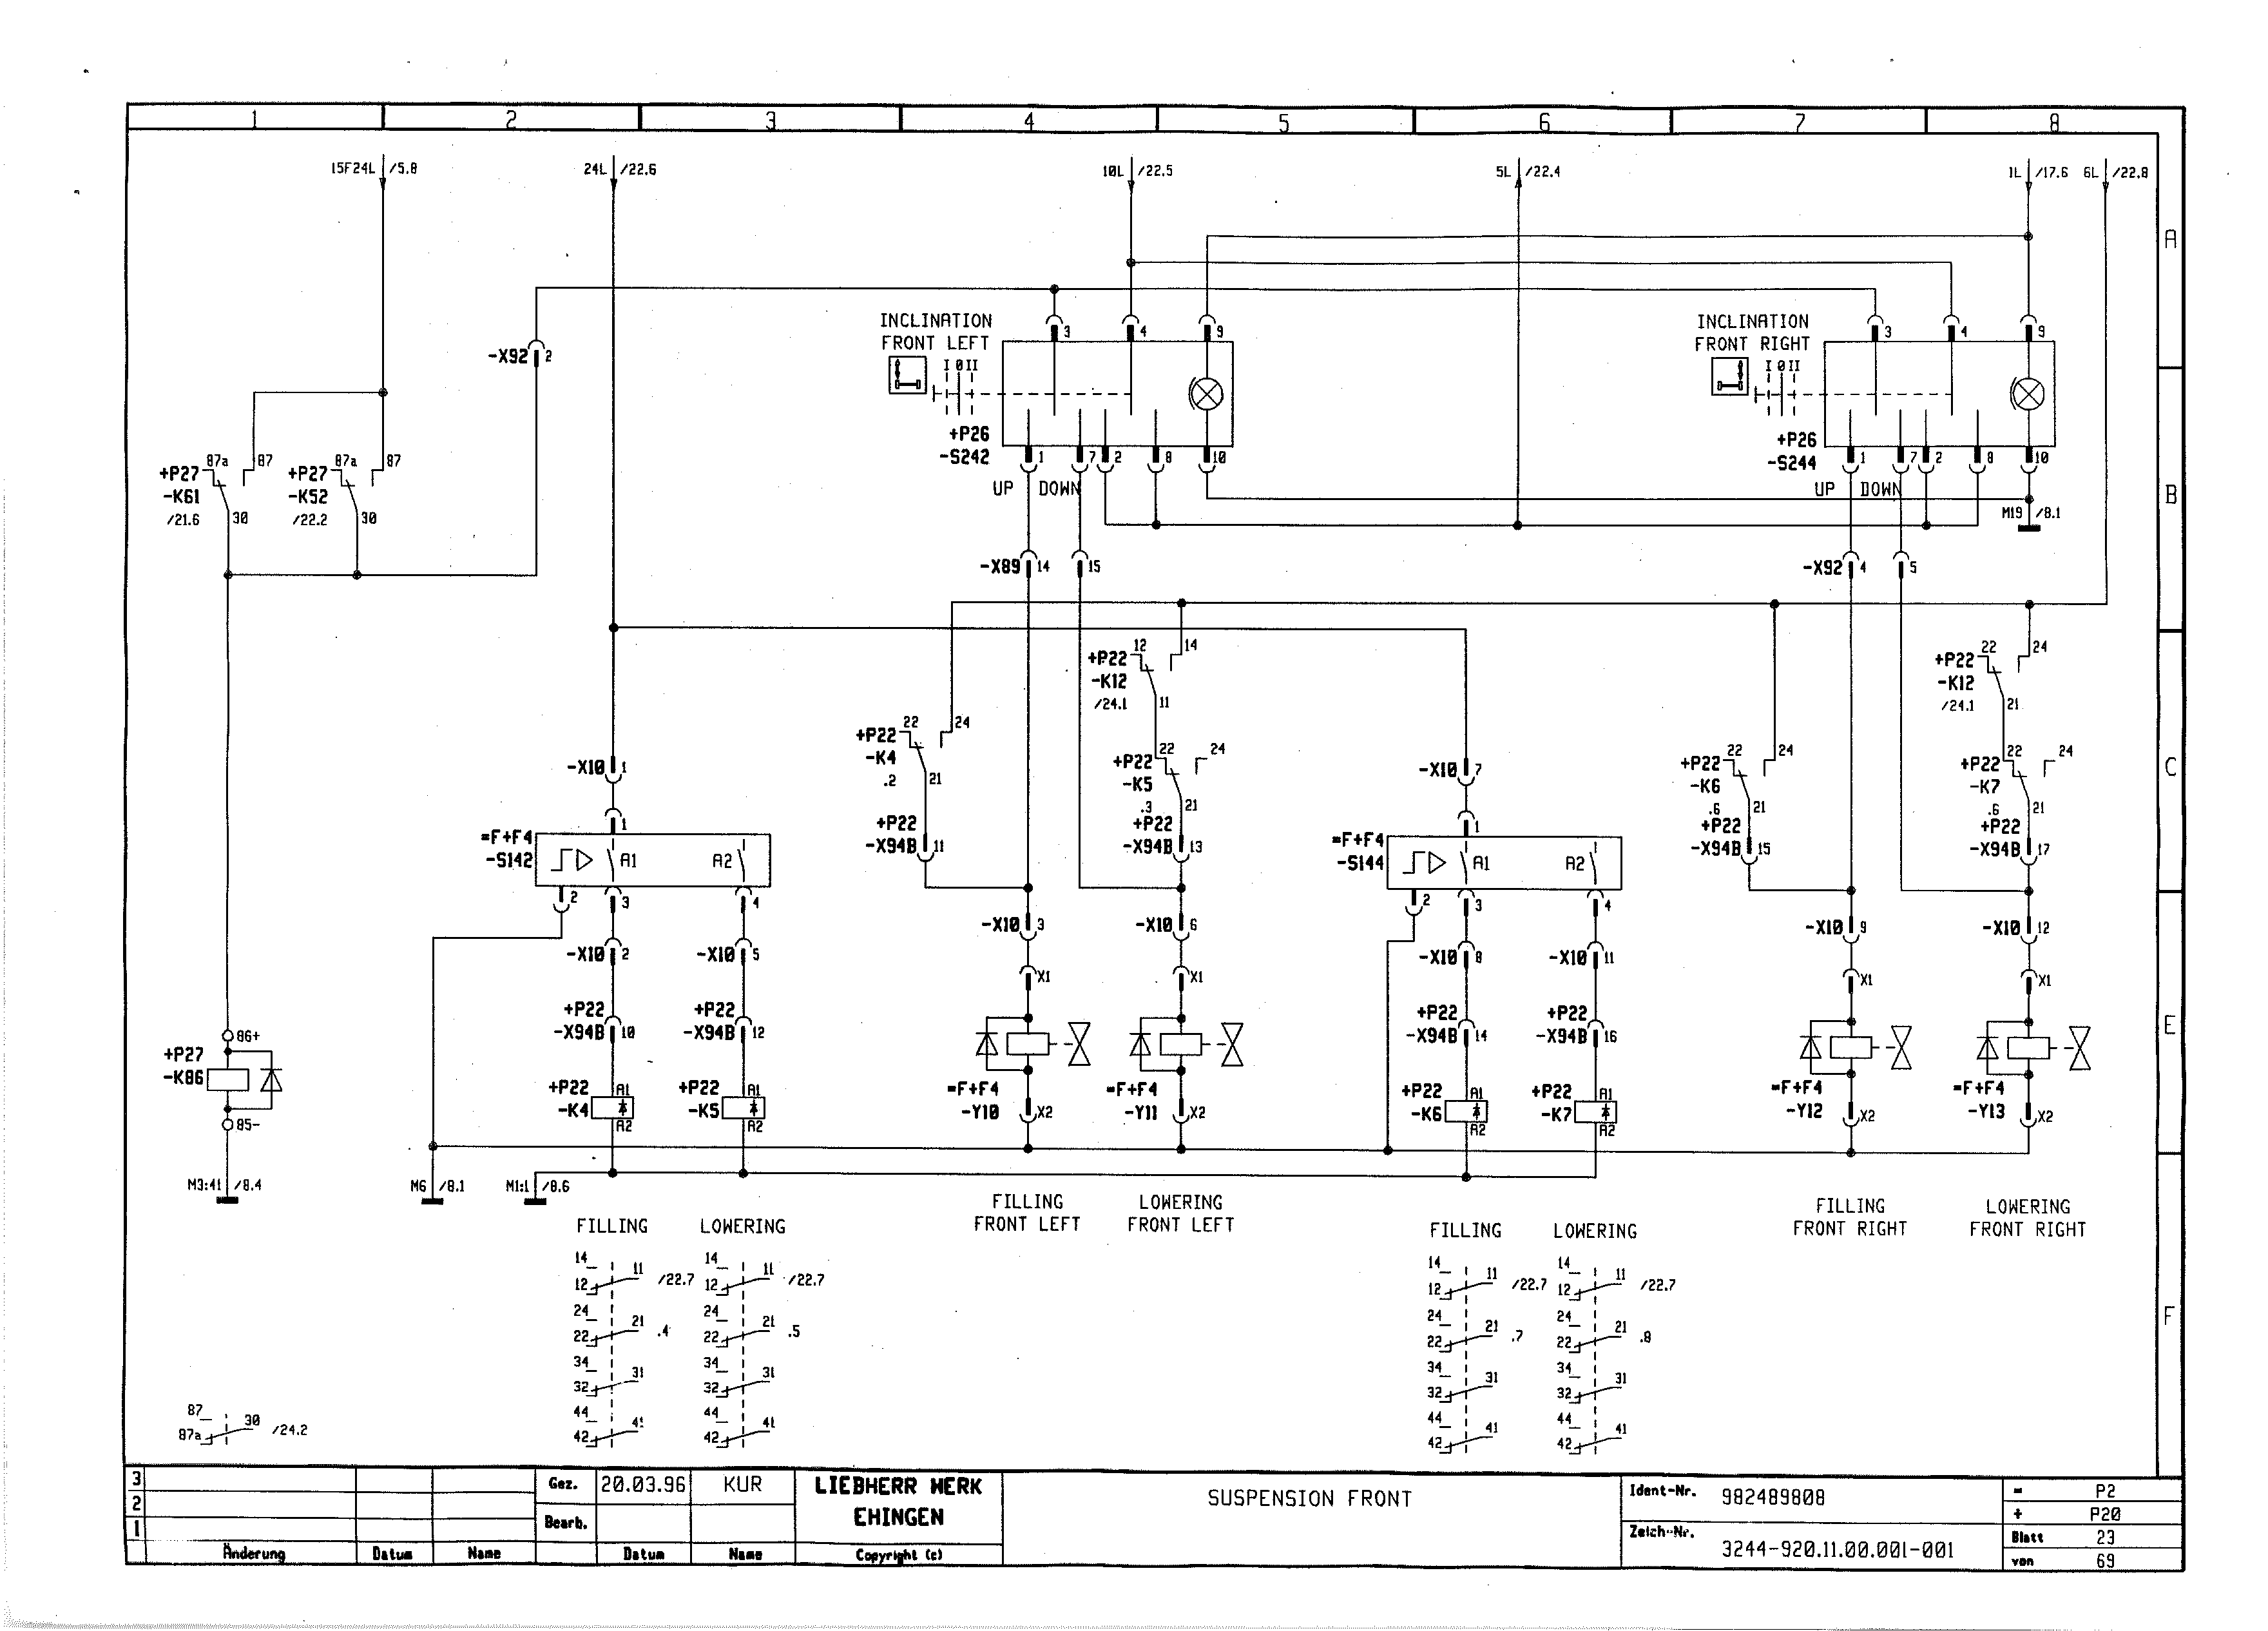 1 2 3 4 5 6 7 8
15F24L /5.8
24L /22.6
10L /22.5
5L /22.4
1L /17.6
6L /22.8
A
B
C
E
F
-X92 2
INCLINATION
FRONT LEFT
I 0 II
+P26
-S242
3 4 9
1 7 2 8 10
UP DOWN
INCLINATION
FRONT RIGHT
I 0 II
+P26
-S244
3 4 9
1 7 2 8 10
UP DOWN
M19 /8.1
87a 87
+P27
-K61
/21.6
30
87a 87
+P27
-K52
/22.2
30
-X89 14 15
-X92 4 5
12 14
+P22
-K12
/24.1
11
22 24
+P22
-K12
/24.1
21
22 24
+P22
-K4
.2
21
+P22
-X94B 11
22 24
+P22
-K5
.3
21
+P22
-X94B 13
22 24
+P22
-K6
.6
21
+P22
-X94B 15
22 24
+P22
-K7
.6
21
+P22
-X94B 17
-X10 1
1
=F+F4
-S142
A1 A2
2 3 4
-X10 7
1
=F+F4
-S144
A1 A2
2 3 4
-X10 2
-X10 5
-X10 3
-X10 6
-X10 8
-X10 11
-X10 9
-X10 12
X1
X1
X1
X1
+P22
-X94B 10
+P22
-X94B 12
+P22
-X94B 14
+P22
-X94B 16
86+
+P27
-K86
85-
+P22
-K4
A1
A2
+P22
-K5
A1
A2
=F+F4
-Y10
X2
=F+F4
-Y11
X2
+P22
-K6
A1
A2
+P22
-K7
A1
A2
=F+F4
-Y12
X2
=F+F4
-Y13
X2
M3:41 /8.4
M6 /8.1
M1:1 /8.6
FILLING
FRONT LEFT
LOWERING
FRONT LEFT
FILLING
FRONT RIGHT
LOWERING
FRONT RIGHT
FILLING
14
12 11 /22.7
24
22 21 .4
34
32 31
44
42 41
LOWERING
14
12 11 /22.7
24
22 21 .5
34
32 31
44
42 41
FILLING
14
12 11 /22.7
24
22 21 .7
34
32 31
44
42 41
LOWERING
14
12 11 /22.7
24
22 21 .8
34
32 31
44
42 41
87
87a 30 /24.2
3
2
1
Änderung Datum Name
Gez. 20.03.96 KUR
Bearb.
Datum Name
LIEBHERR WERK
EHINGEN
Copyright (c)
SUSPENSION FRONT
Ident-Nr. 982489808
Zeich-Nr. 3244-920.11.00.001-001
= P2
+ P20
Blatt 23
von 69